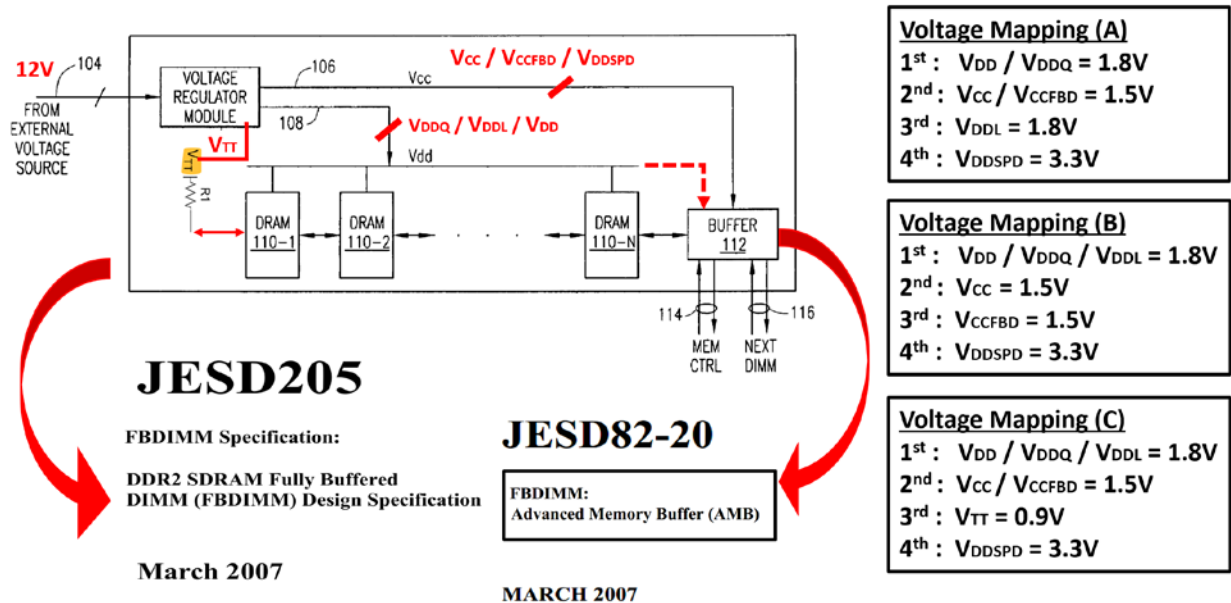 12V
104
FROM
EXTERNAL
VOLTAGE
SOURCE
VOLTAGE
REGULATOR
MODULE
106
Vcc
VCC / VCCFBD / VDDSPD
108
VDDQ / VDDL / VDD
Vdd
VTT
VTT
R1
DRAM
110-1
DRAM
110-2
. . . .
DRAM
110-N
BUFFER
112
114
116
MEM
CTRL
NEXT
DIMM
JESD205
FBDIMM Specification:
DDR2 SDRAM Fully Buffered
DIMM (FBDIMM) Design Specification
March 2007
JESD82-20
FBDIMM:
Advanced Memory Buffer (AMB)
MARCH 2007
Voltage Mapping (A)
1st : VDD / VDDQ = 1.8V
2nd : VCC / VCCFBD = 1.5V
3rd : VDDL = 1.8V
4th : VDDSPD = 3.3V
Voltage Mapping (B)
1st : VDD / VDDQ / VDDL = 1.8V
2nd : VCC = 1.5V
3rd : VCCFBD = 1.5V
4th : VDDSPD = 3.3V
Voltage Mapping (C)
1st : VDD / VDDQ / VDDL = 1.8V
2nd : VCC / VCCFBD = 1.5V
3rd : VTT = 0.9V
4th : VDDSPD = 3.3V